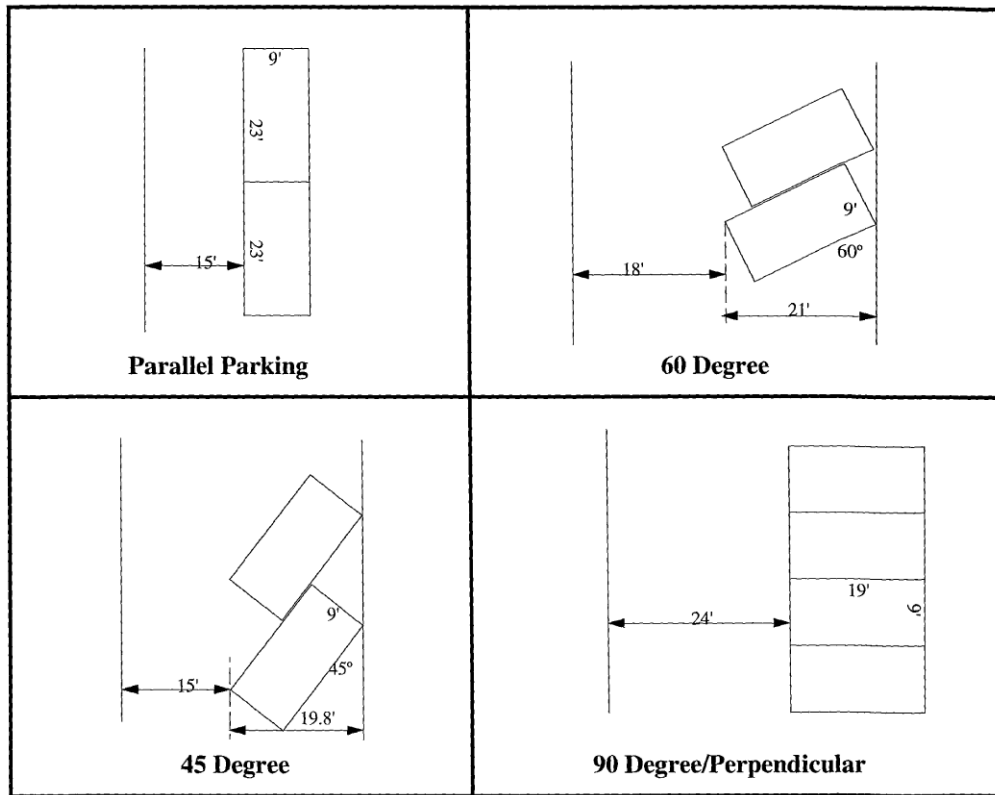 9'
23'
23'
15'
Parallel Parking
9'
60º
18'
21'
60 Degree
9'
45º
15'
19.8'
45 Degree
19'
9'
24'
90 Degree/Perpendicular